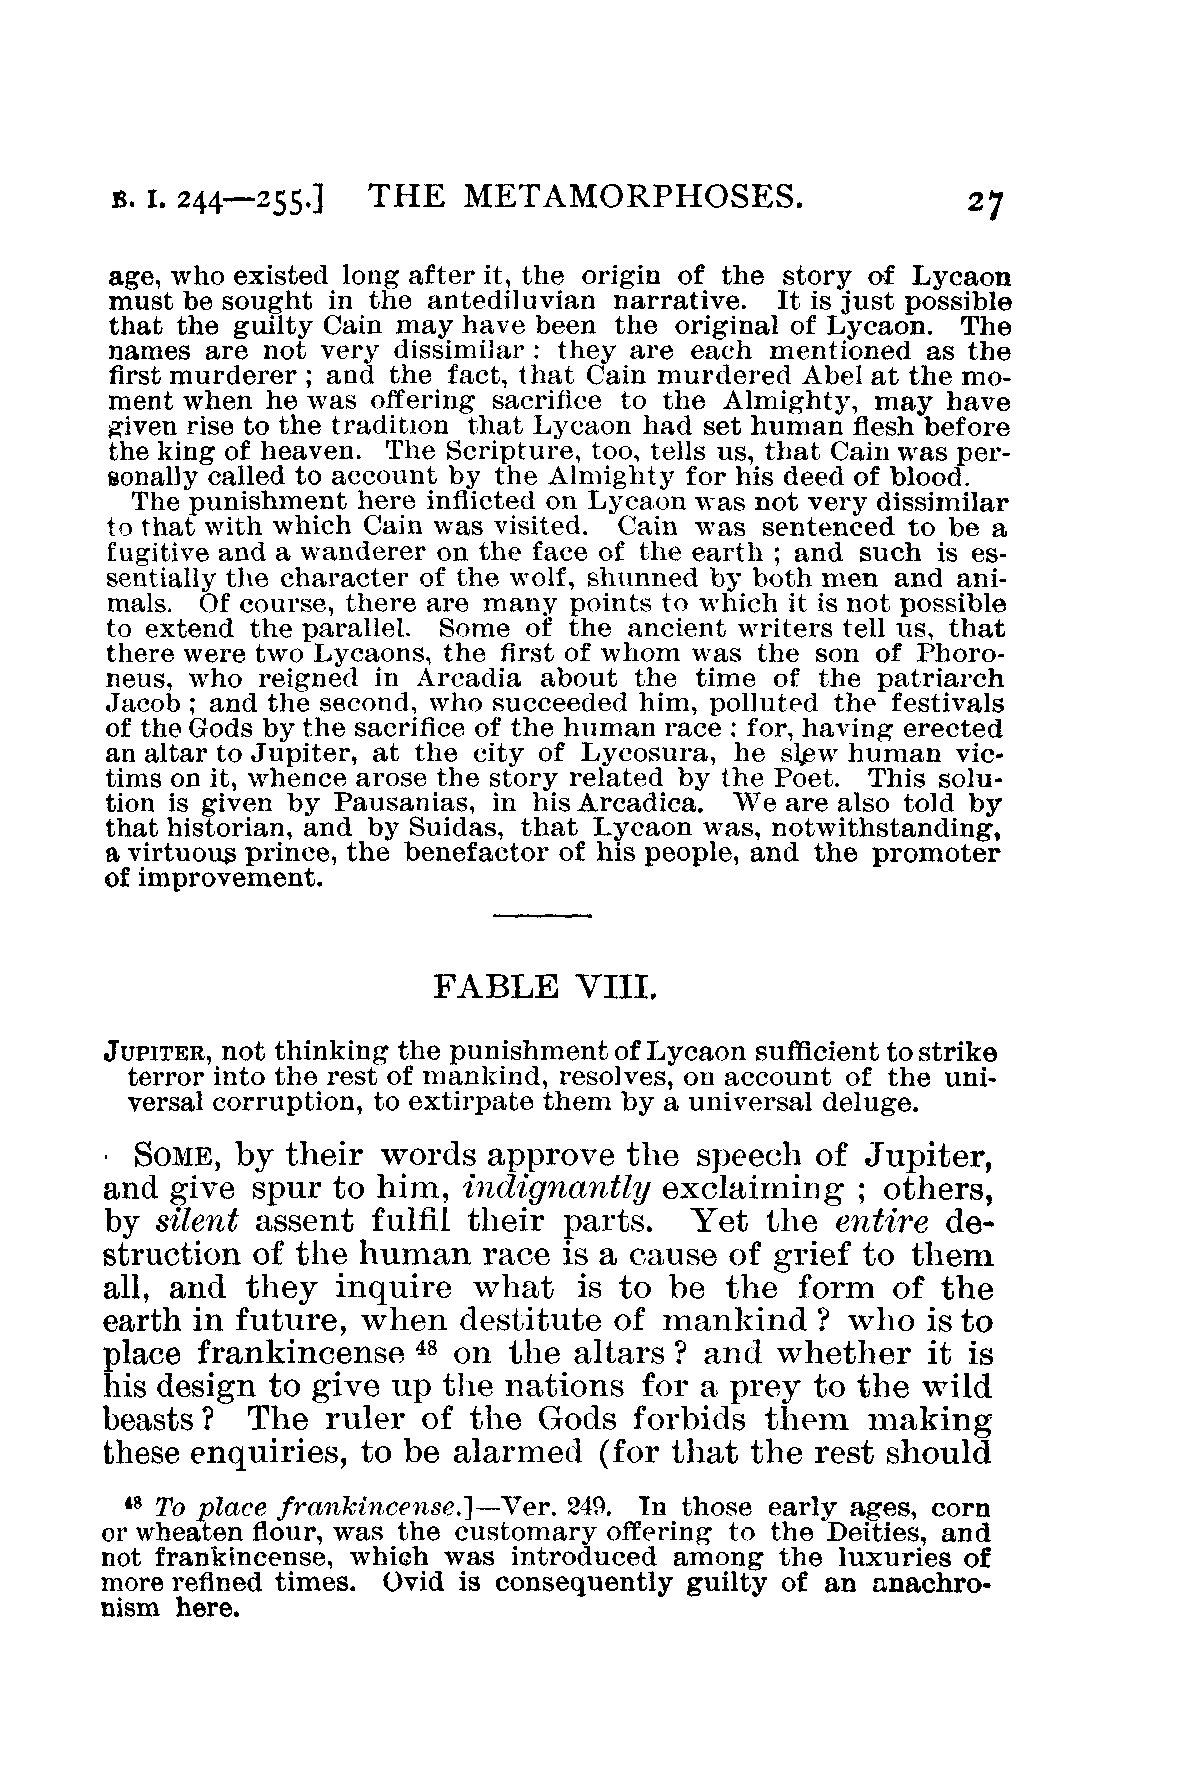 B. I. 244—255.] THE METAMORPHOSES. 27
age, who existed long after it, the origin of the story of Lycaon
must be sought in the antediluvian narrative. It is just possible
that the guilty Cain may have been the original of Lycaon. The
names are not very dissimilar : they are each mentioned as the
first murderer ; and the fact, that Cain murdered Abel at the mo-
ment when he was offering sacrifice to the Almighty, may have
given rise to the tradition that Lycaon had set human flesh before
the king of heaven. The Scripture, too, tells us, that Cain was per-
sonally called to account by the Almighty for his deed of blood.
The punishment here inflicted on Lycaon was not very dissimilar
to that with which Cain was visited. Cain was sentenced to be a
fugitive and a wanderer on the face of the earth ; and such is es-
sentially the character of the wolf, shunned by both men and ani-
mals. Of course, there are many points to which it is not possible
to extend the parallel. Some of the ancient writers tell us, that
there were two Lycaons, the first of whom was the son of Phoro-
neus, who reigned in Arcadia about the time of the patriarch
Jacob ; and the second, who succeeded him, polluted the festivals
of the Gods by the sacrifice of the human race : for, having erected
an altar to Jupiter, at the city of Lycosura, he slew human vic-
tims on it, whence arose the story related by the Poet. This solu-
tion is given by Pausanias, in his Arcadica. We are also told by
that historian, and by Suidas, that Lycaon was, notwithstanding,
a virtuous prince, the benefactor of his people, and the promoter
of improvement.
FABLE VIII.
JUPITER, not thinking the punishment of Lycaon sufficient to strike
terror into the rest of mankind, resolves, on account of the uni-
versal corruption, to extirpate them by a universal deluge.
SOME, by their words approve the speech of Jupiter,
and give spur to him, indignantly exclaiming ; others,
by silent assent fulfil their parts. Yet the entire de-
struction of the human race is a cause of grief to them
all, and they inquire what is to be the form of the
earth in future, when destitute of mankind ? who is to
place frankincense 48 on the altars ? and whether it is
his design to give up the nations for a prey to the wild
beasts ? The ruler of the Gods forbids them making
these enquiries, to be alarmed (for that the rest should
48 To place frankincense.]—Ver. 249. In those early ages, corn
or wheaten flour, was the customary offering to the Deities, and
not frankincense, which was introduced among the luxuries of
more refined times. Ovid is consequently guilty of an anachro-
nism here.